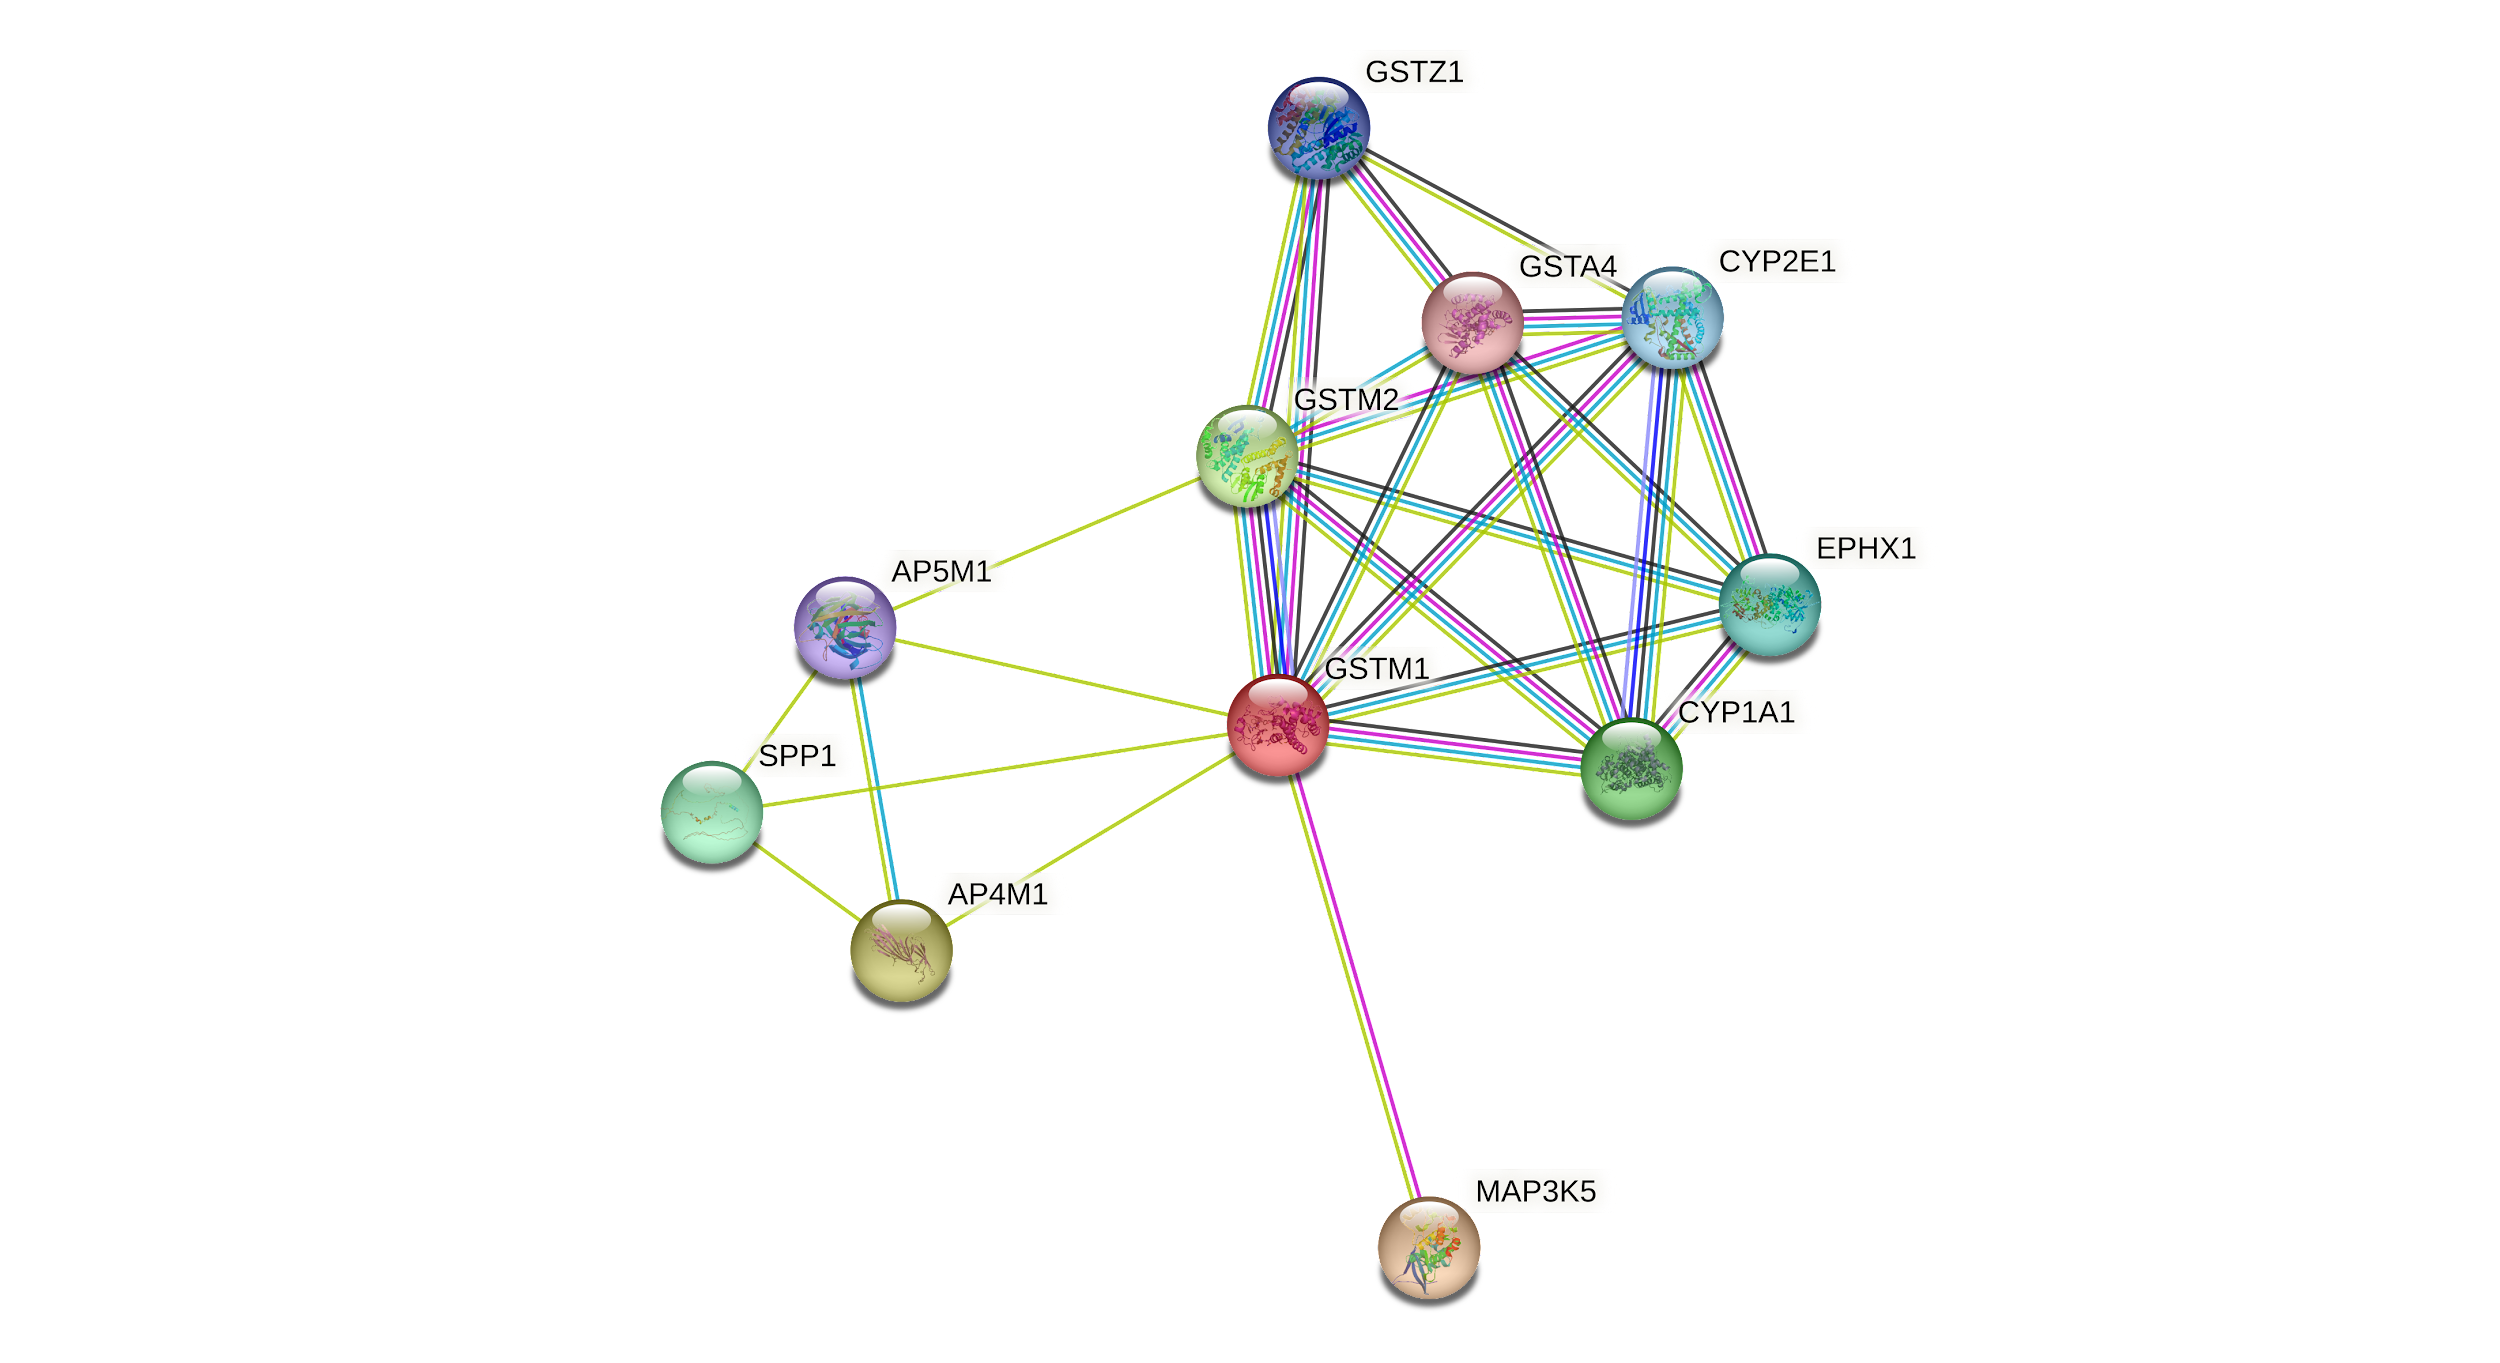 GSTZ1
CYP2E1
GSTA4
GSTM2
EPHX1
AP5M1
GSTM1
CYP1A1
SPP1
AP4M1
MAP3K5